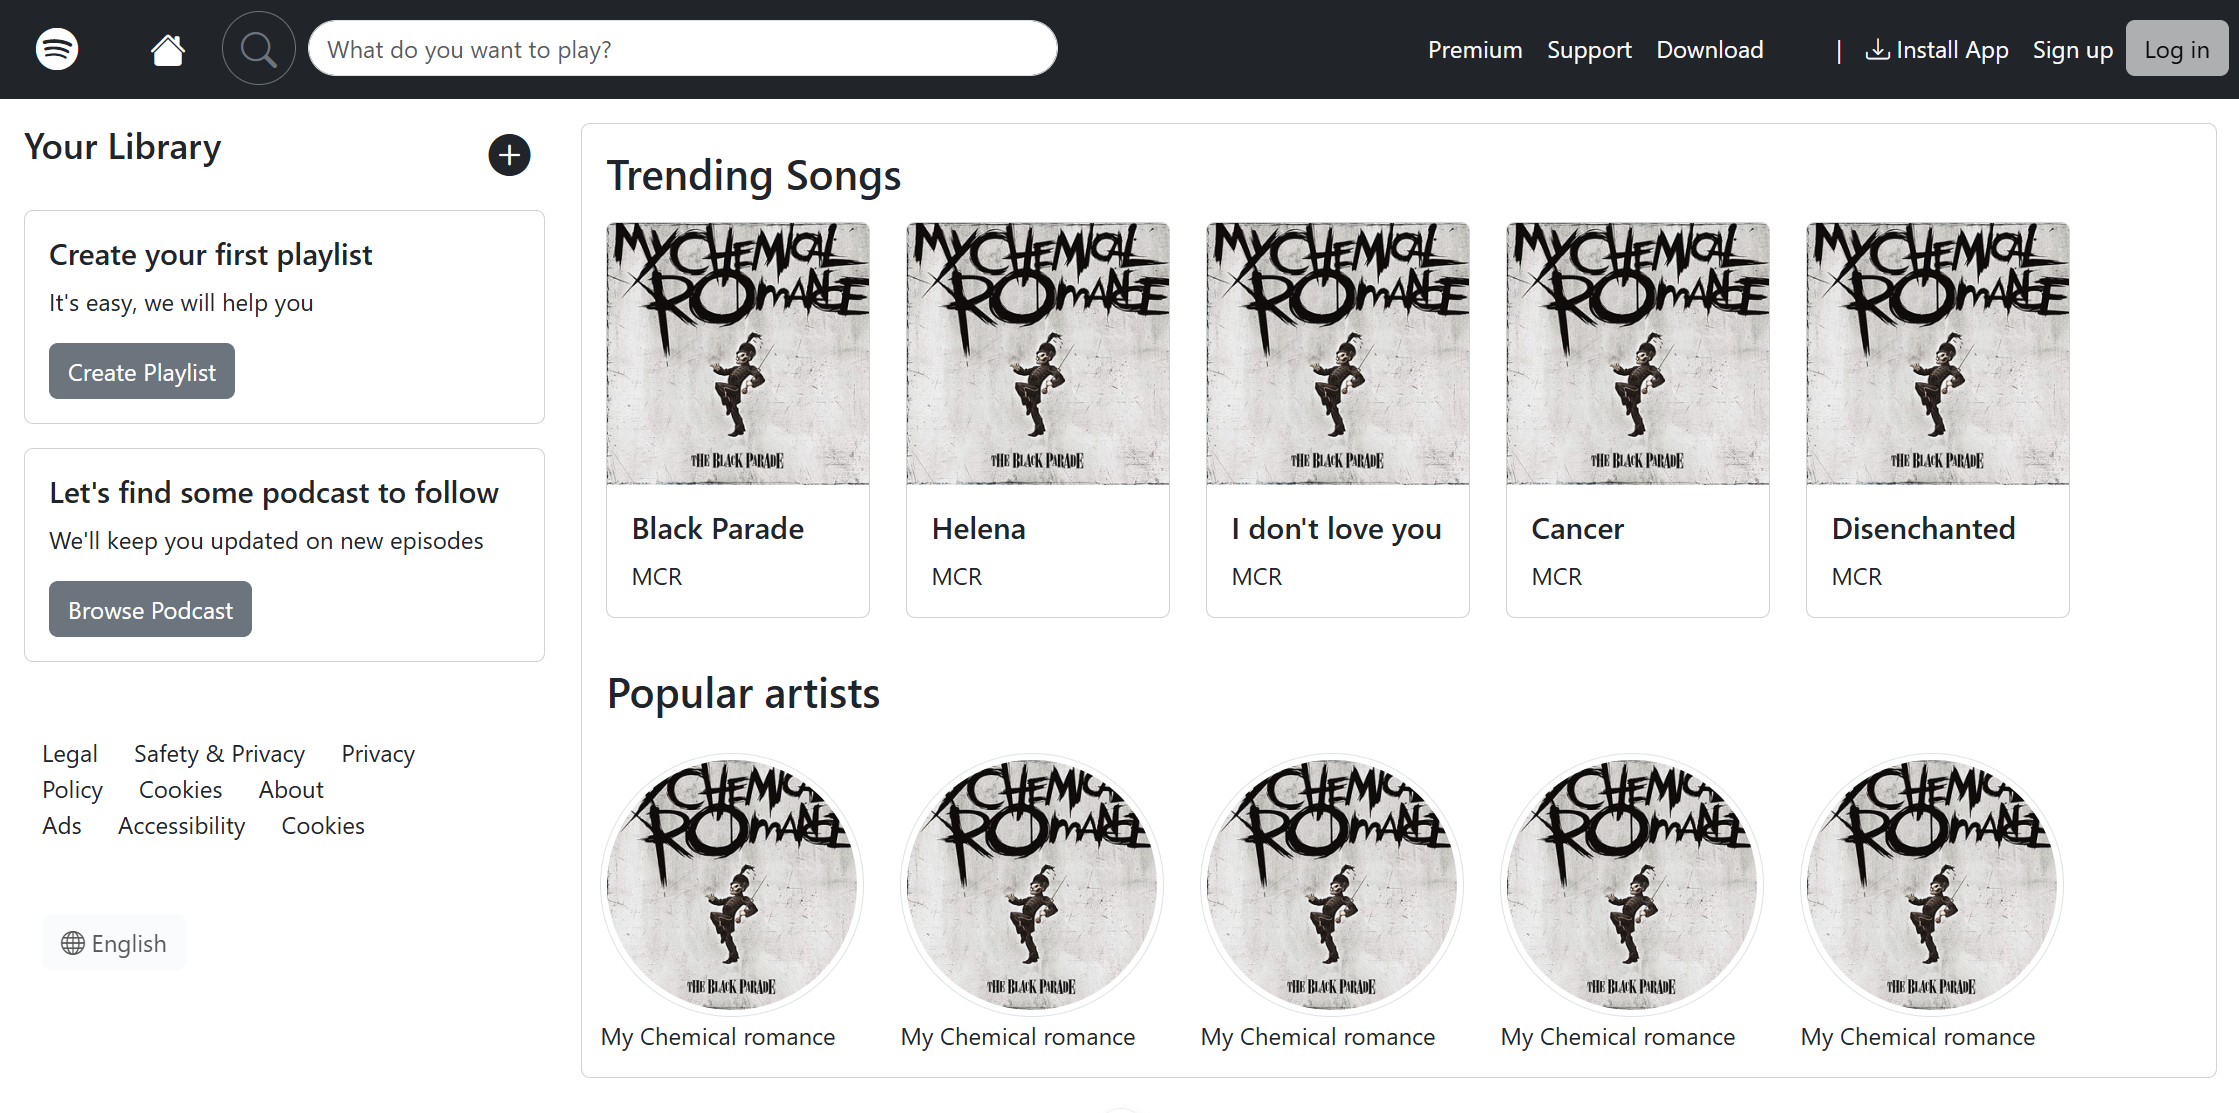 What do you want to play?
Premium Support Download | Install App Sign up Log in
Your Library
Create your first playlist
It's easy, we will help you
Create Playlist
Let's find some podcast to follow
We'll keep you updated on new episodes
Browse Podcast
Legal Safety & Privacy Privacy
Policy Cookies About
Ads Accessibility Cookies
English
Trending Songs
MY CHEMICAL
ROMANCE
THE BLACK PARADE
Black Parade
MCR
MY CHEMICAL
ROMANCE
THE BLACK PARADE
Helena
MCR
MY CHEMICAL
ROMANCE
THE BLACK PARADE
I don't love you
MCR
MY CHEMICAL
ROMANCE
THE BLACK PARADE
Cancer
MCR
MY CHEMICAL
ROMANCE
THE BLACK PARADE
Disenchanted
MCR
Popular artists
CHEMICAL
ROMANCE
THE BLACK PARADE
My Chemical romance
CHEMICAL
ROMANCE
THE BLACK PARADE
My Chemical romance
CHEMICAL
ROMANCE
THE BLACK PARADE
My Chemical romance
CHEMICAL
ROMANCE
THE BLACK PARADE
My Chemical romance
CHEMICAL
ROMANCE
THE BLACK PARADE
My Chemical romance